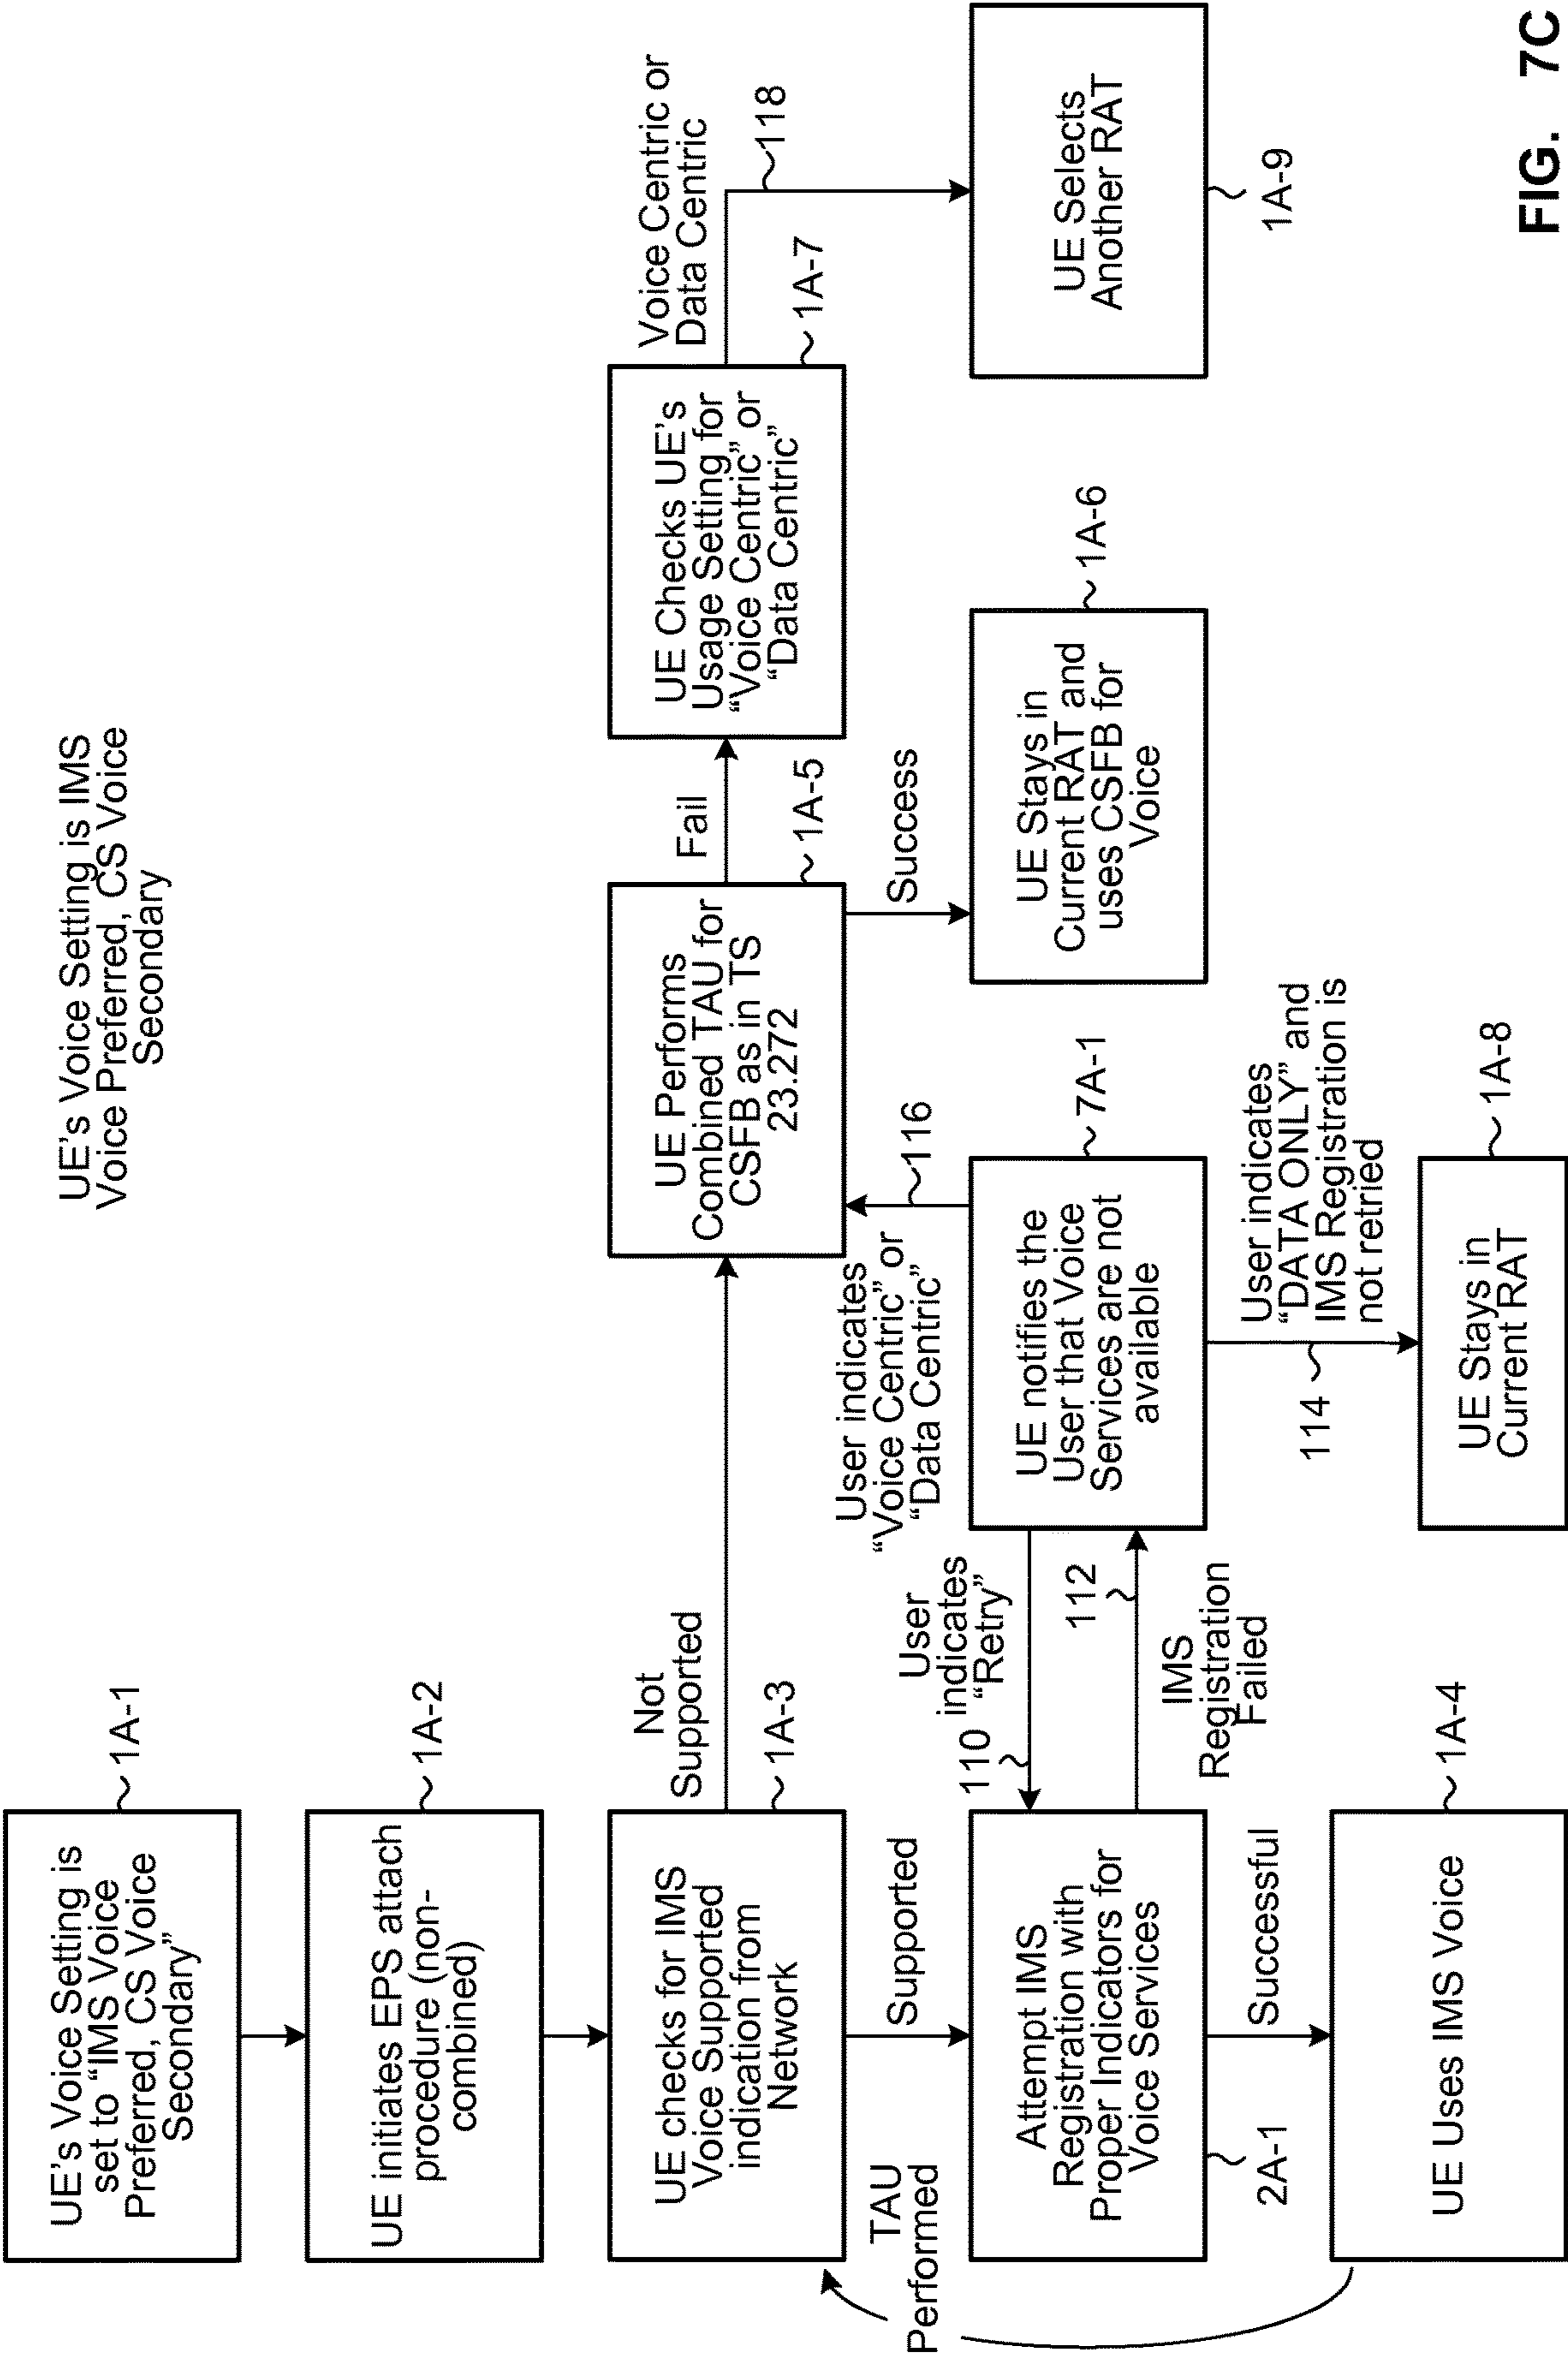 UE's Voice Setting is IMS
Voice Preferred, CS Voice
Secondary
UE's Voice Setting is
set to “IMS Voice
Preferred, CS Voice
Secondary”
1A-1
UE initiates EPS attach
procedure (non-
combined)
1A-2
UE checks for IMS
Voice Supported
indication from
Network
1A-3
Not
Supported
UE Performs
Combined TAU for
CSFB as in TS
23.272
1A-5
Fail
UE Checks UE's
Usage Setting for
“Voice Centric” or
“Data Centric”
1A-7
Voice Centric or
Data Centric
118
Supported
TAU
Performed
User indicates
“Voice Centric” or
“Data Centric”
116
Success
Attempt IMS
Registration with
Proper Indicators for
Voice Services
2A-1
110
User
indicates
“Retry”
112
IMS
Registration
Failed
UE notifies the
User that Voice
Services are not
available
7A-1
UE Stays in
Current RAT and
uses CSFB for
Voice
1A-6
UE Selects
Another RAT
1A-9
Successful
114
User indicates
“DATA ONLY” and
IMS Registration is
not retried
UE Uses IMS Voice
1A-4
UE Stays in
Current RAT
1A-8
FIG. 7C